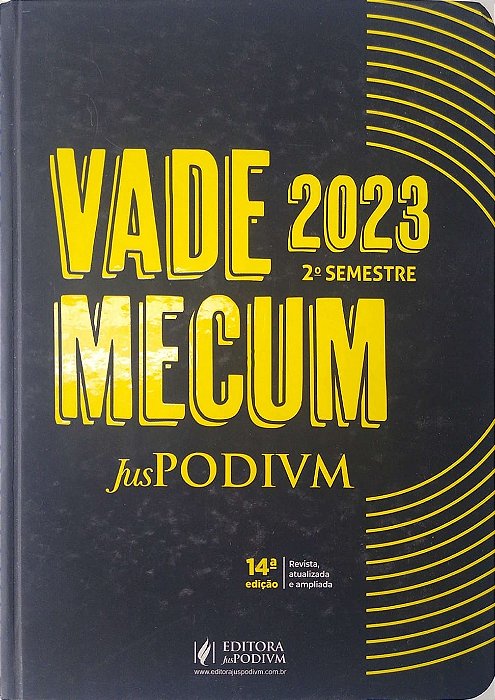 VADE 2023
2º SEMESTRE
MECUM
JusPODIVM
14ª edição
Revista,
atualizada
e ampliada
EDITORA
JusPODIVM
www.editorajuspodivm.com.br